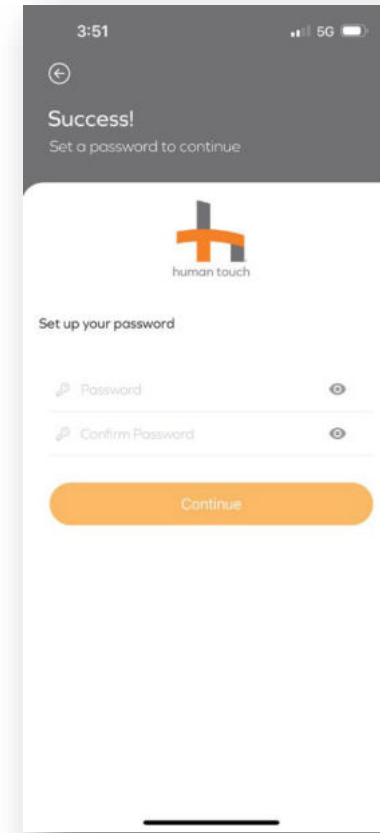 3:51 5G
Success!
Set a password to continue
human touch
Set up your password
Password
Confirm Password
Continue